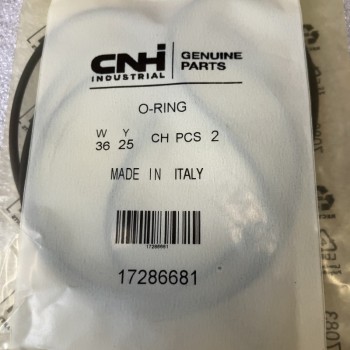 CNH
INDUSTRIAL
GENUINE
PARTS
O-RING
W Y
36 25 CH PCS 2
MADE IN ITALY
17286681
17286681